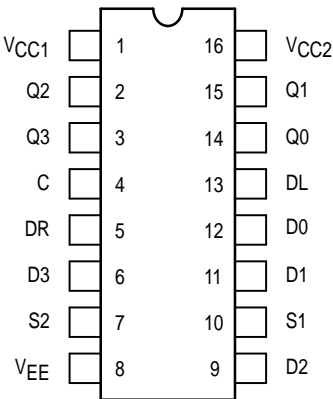 VCC1 1 16 VCC2
Q2 2 15 Q1
Q3 3 14 Q0
C 4 13 DL
DR 5 12 D0
D3 6 11 D1
S2 7 10 S1
VEE 8 9 D2